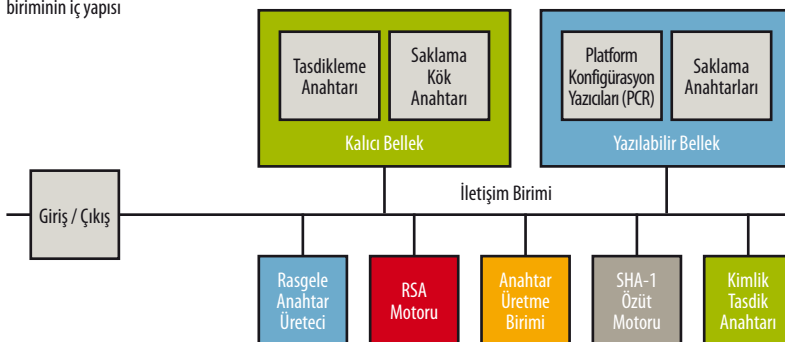 biriminin iç yapısı
Tasdikleme
Anahtarı
Saklama
Kök
Anahtarı
Kalıcı Bellek
Platform
Konfigürasyon
Yazıcıları (PCR)
Saklama
Anahtarları
Yazılabilir Bellek
İletişim Birimi
Giriş / Çıkış
Rasgele
Anahtar
Üreteci
RSA
Motoru
Anahtar
Üretme
Birimi
SHA-1
Özüt
Motoru
Kimlik
Tasdik
Anahtarı